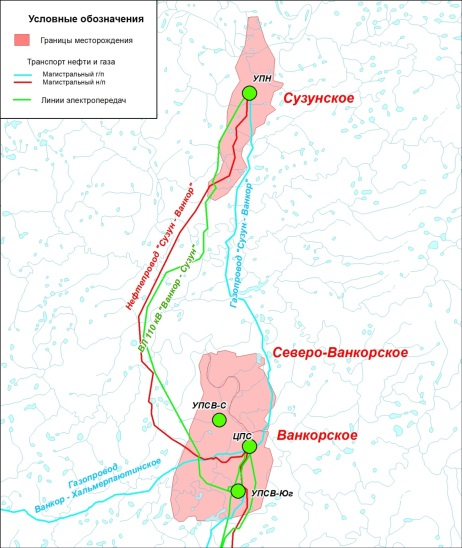 Условные обозначения
Границы месторождения
Транспорт нефти и газа
Магистральный г/п
Магистральный н/п
Линии электропередач
УПН
Сузунское
Нефтепровод "Сузун - Ванкор"
Газопровод "Сузун - Ванкор"
ВЛ 110 кВ "Ванкор - Сузун"
Северо-Ванкорское
УПСВ-С
ЦПС
Ванкорское
Газопровод
Ванкор - Хальмерпаютинское
УПСВ-Юг